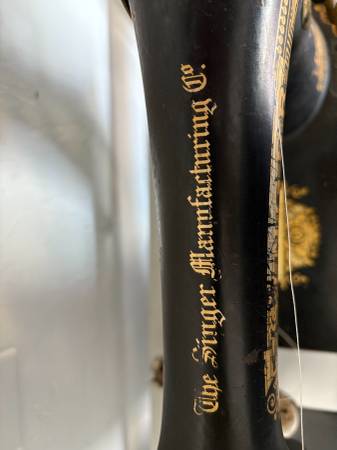 The Singer Manufacturing Co.